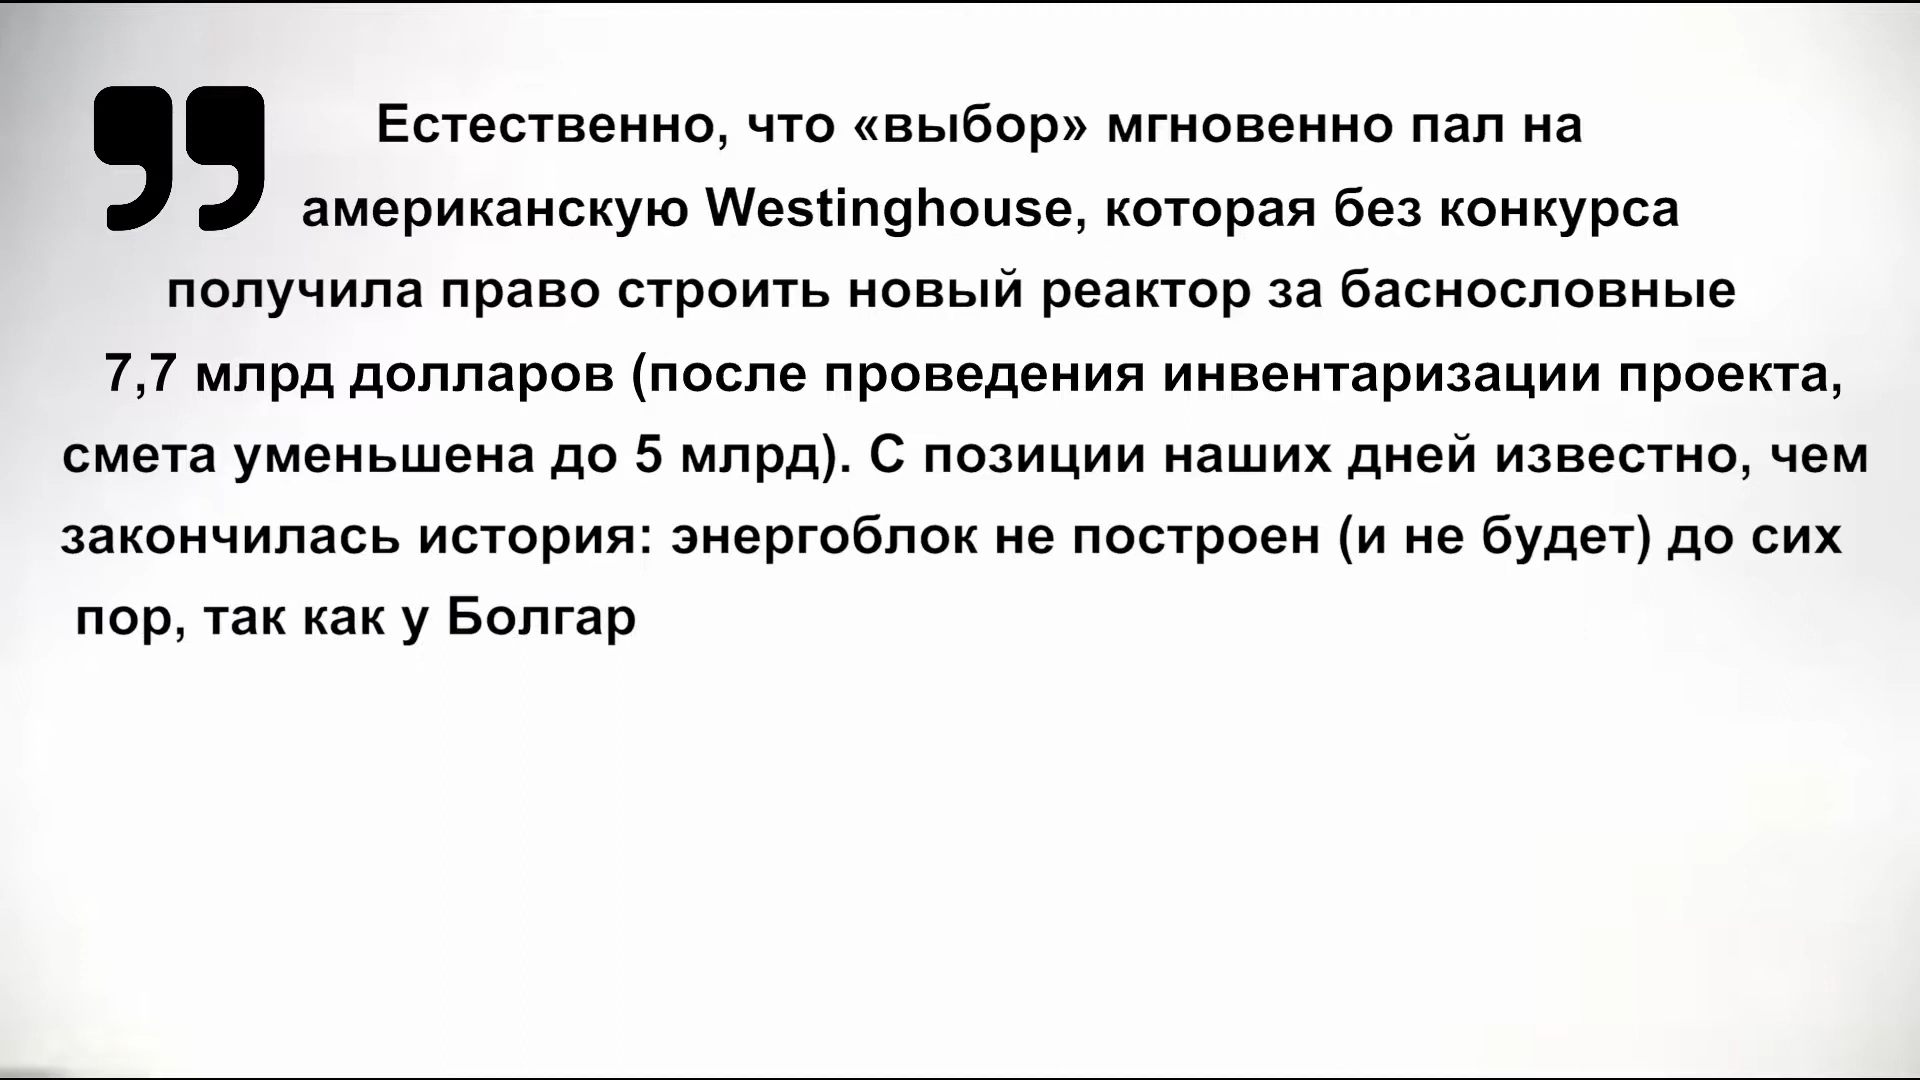 Естественно, что «выбор» мгновенно пал на
американскую Westinghouse, которая без конкурса
получила право строить новый реактор за баснословные
7,7 млрд долларов (после проведения инвентаризации проекта,
смета уменьшена до 5 млрд). С позиции наших дней известно, чем
закончилась история: энергоблок не построен (и не будет) до сих
пор, так как у Болгар